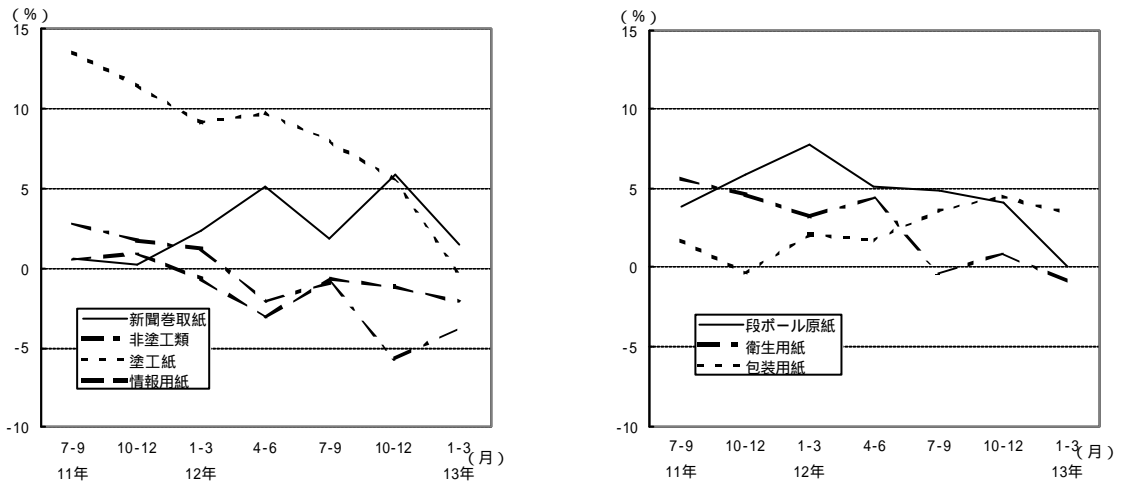 (%)
15
10
5
0
-5
-10
新聞巻取紙
非塗工類
塗工紙
情報用紙
7-9 10-12 1-3 4-6 7-9 10-12 1-3
(月)
11年 12年 13年
(%)
15
10
5
0
-5
-10
段ボール原紙
衛生用紙
包装用紙
7-9 10-12 1-3 4-6 7-9 10-12 1-3
(月)
11年 12年 13年